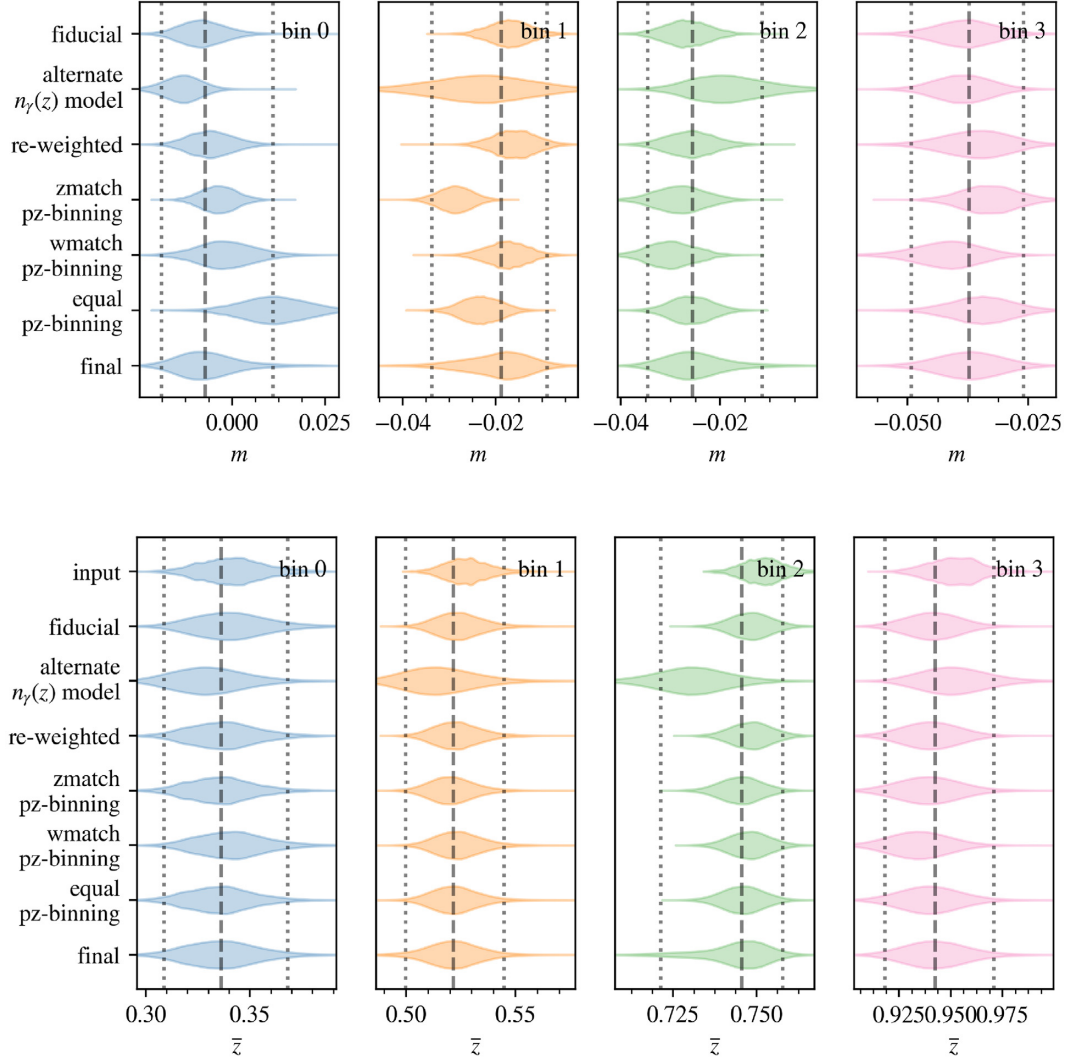 fiducial
alternate
nγ(z) model
re-weighted
zmatch
pz-binning
wmatch
pz-binning
equal
pz-binning
final
bin 0
bin 1
bin 2
bin 3
0.000 0.025
−0.04 −0.02
−0.04 −0.02
−0.050 −0.025
m
m
m
m
input
fiducial
alternate
nγ(z) model
re-weighted
zmatch
pz-binning
wmatch
pz-binning
equal
pz-binning
final
bin 0
bin 1
bin 2
bin 3
0.30 0.35
0.50 0.55
0.725 0.750
0.925 0.950 0.975
z̄
z̄
z̄
z̄